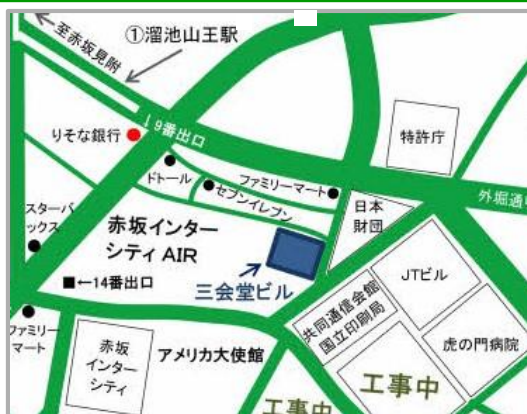 至赤坂見附
①溜池山王駅
りそな銀行
↓9番出口
特許庁
ドトール
ファミリーマート
セブンイレブン
外堀通り
スターバ
ックス
赤坂インター
シティ AIR
日本
財団
■←14番出口
三会堂ビル
JTビル
共同通信会館
国立印刷局
ファミリー
マート
赤坂
インター
シティ
アメリカ大使館
虎の門病院
工事中
工事中